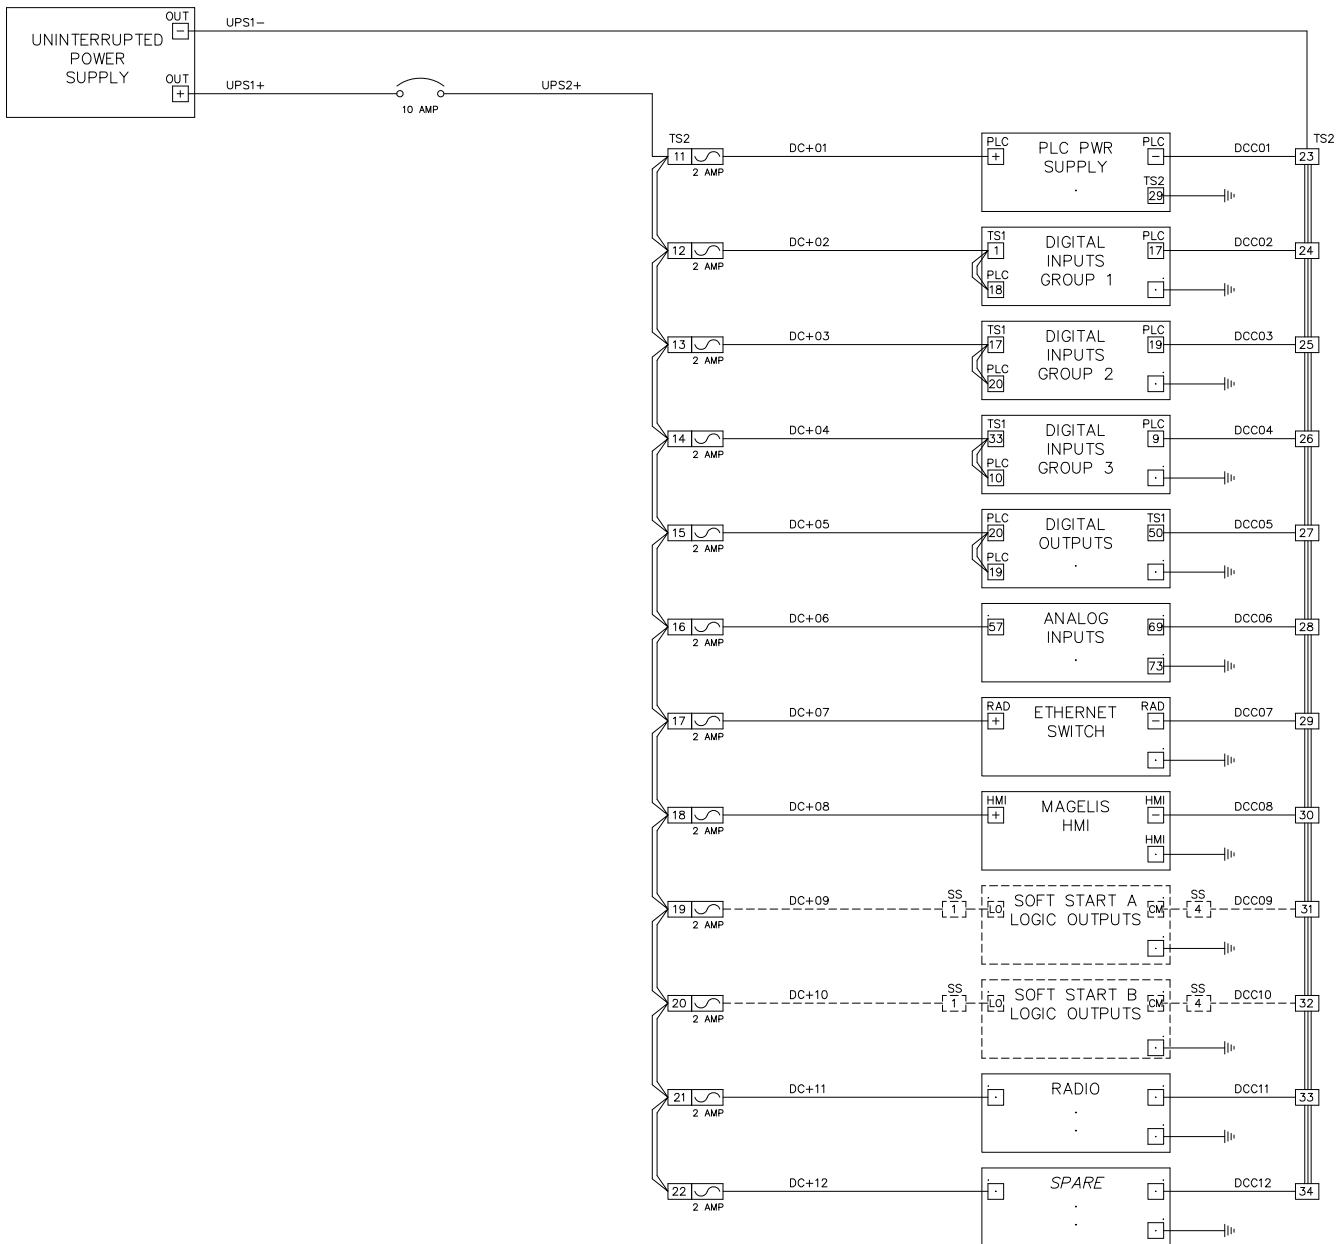 OUT
UPS1-
UNINTERRUPTED
POWER
SUPPLY
-
OUT
+
UPS1+
10 AMP
UPS2+
TS2
TS2
11
2 AMP
DC+01
PLC
+
PLC PWR
SUPPLY
.
PLC
-
DCC01
23
TS2
29
12
2 AMP
DC+02
TS1
1
PLC
18
DIGITAL
INPUTS
GROUP 1
PLC
17
DCC02
24
13
2 AMP
DC+03
TS1
17
PLC
20
DIGITAL
INPUTS
GROUP 2
PLC
19
DCC03
25
14
2 AMP
DC+04
TS1
33
PLC
10
DIGITAL
INPUTS
GROUP 3
PLC
9
DCC04
26
15
2 AMP
DC+05
PLC
20
PLC
19
DIGITAL
OUTPUTS
.
TS1
50
DCC05
27
16
2 AMP
DC+06
57
ANALOG
INPUTS
.
69
DCC06
28
73
17
2 AMP
DC+07
RAD
+
ETHERNET
SWITCH
RAD
-
DCC07
29
18
2 AMP
DC+08
HMI
+
MAGELIS
HMI
HMI
-
DCC08
30
HMI
19
2 AMP
DC+09
SS
1
LO
SOFT START A
LOGIC OUTPUTS
CM
SS
4
DCC09
31
20
2 AMP
DC+10
SS
1
LO
SOFT START B
LOGIC OUTPUTS
CM
SS
4
DCC10
32
21
2 AMP
DC+11
RADIO
.
.
DCC11
33
22
2 AMP
DC+12
SPARE
.
.
DCC12
34